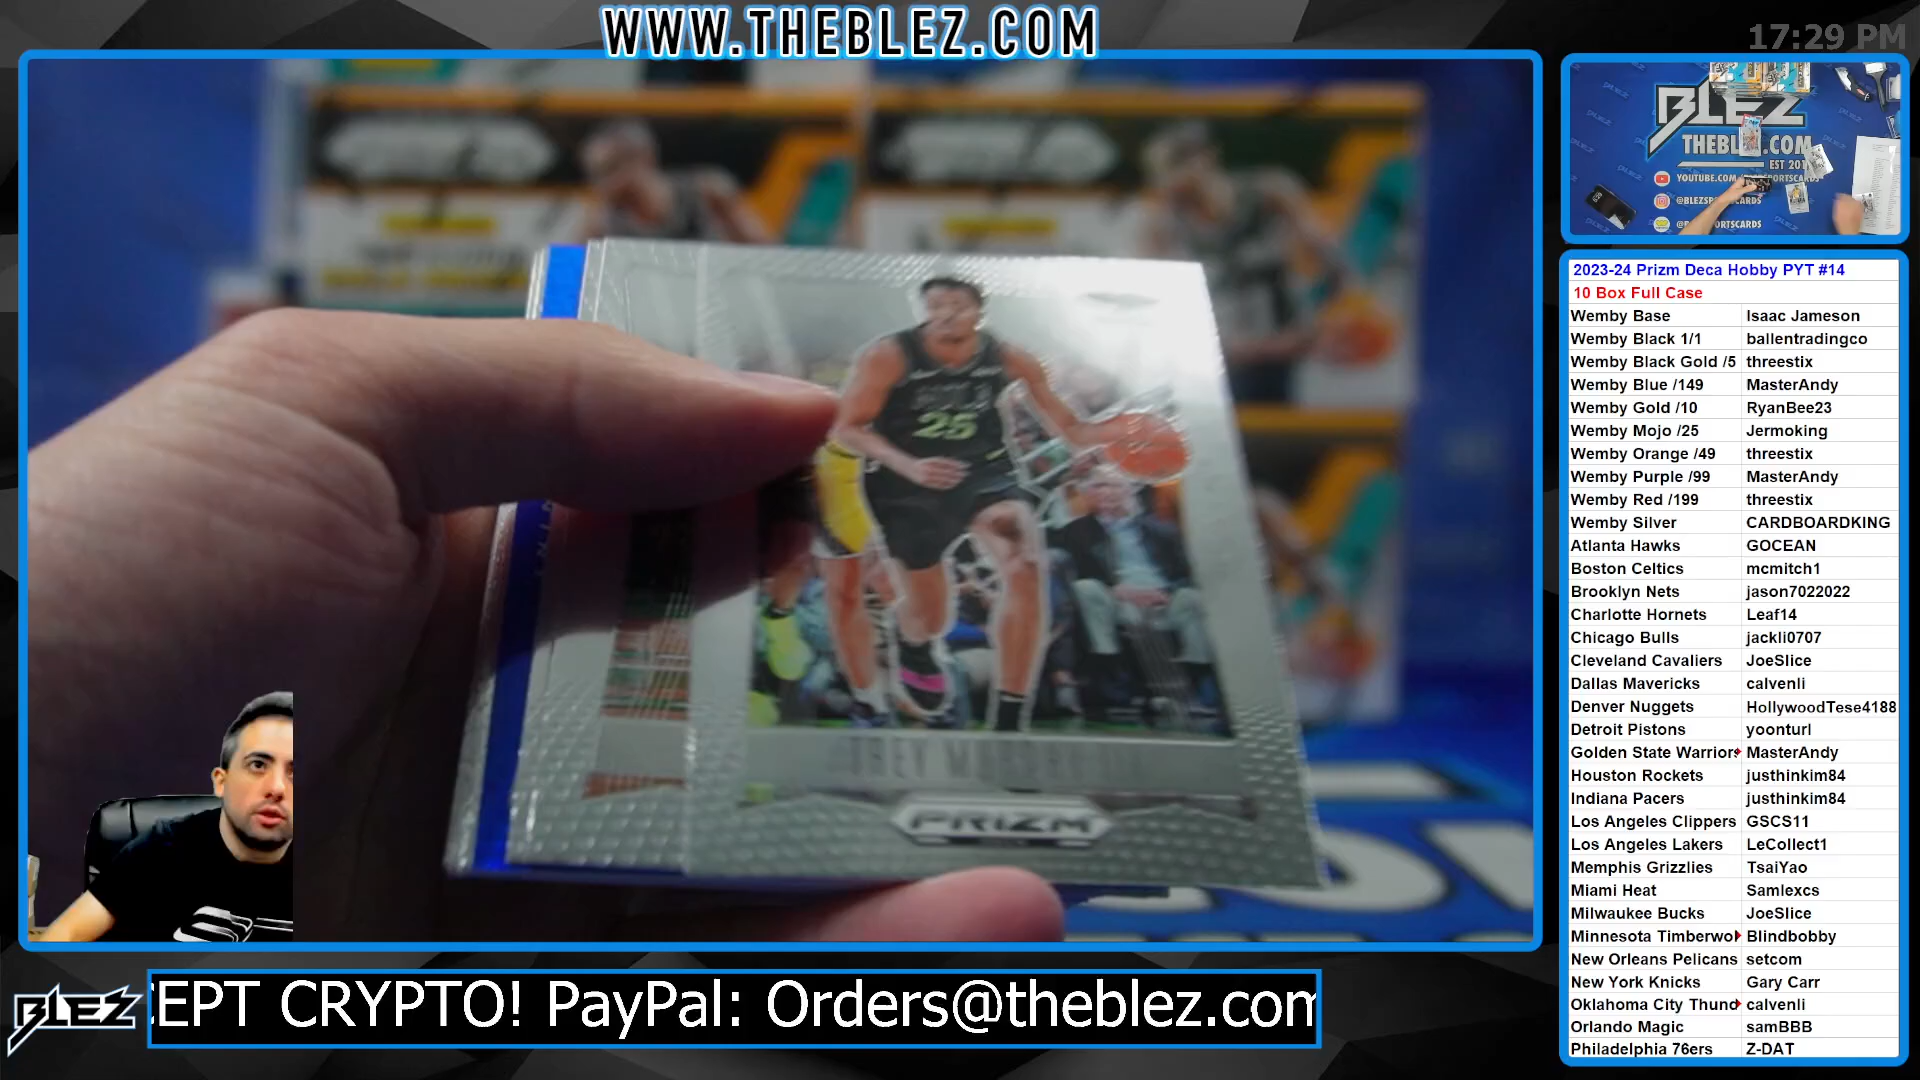 WWW.THEBLEZ.COM
17:29 PM
BLEZ
THEBLEZ.COM
25
PRIZM
2023-24 Prizm Deca Hobby PYT #14
10 Box Full Case
Wemby Base Isaac Jameson
Wemby Black 1/1 ballentradingco
Wemby Black Gold /5 threestix
Wemby Blue /149 MasterAndy
Wemby Gold /10 RyanBee23
Wemby Mojo /25 Jermoking
Wemby Orange /49 threestix
Wemby Purple /99 MasterAndy
Wemby Red /199 threestix
Wemby Silver CARDBOARDKING
Atlanta Hawks GOCEAN
Boston Celtics mcmitch1
Brooklyn Nets jason7022022
Charlotte Hornets Leaf14
Chicago Bulls jackli0707
Cleveland Cavaliers JoeSlice
Dallas Mavericks calvenli
Denver Nuggets HollywoodTese4188
Detroit Pistons yoonturl
Golden State Warriors MasterAndy
Houston Rockets justhinkim84
Indiana Pacers justhinkim84
Los Angeles Clippers GSCS11
Los Angeles Lakers LeCollect1
Memphis Grizzlies TsaiYao
Miami Heat Samlexcs
Milwaukee Bucks JoeSlice
Minnesota Timberwol Blindbobby
New Orleans Pelicans setcom
New York Knicks Gary Carr
Oklahoma City Thund calvenli
Orlando Magic samBBB
Philadelphia 76ers Z-DAT
BLEZ
EPT CRYPTO! PayPal: Orders@theblez.com